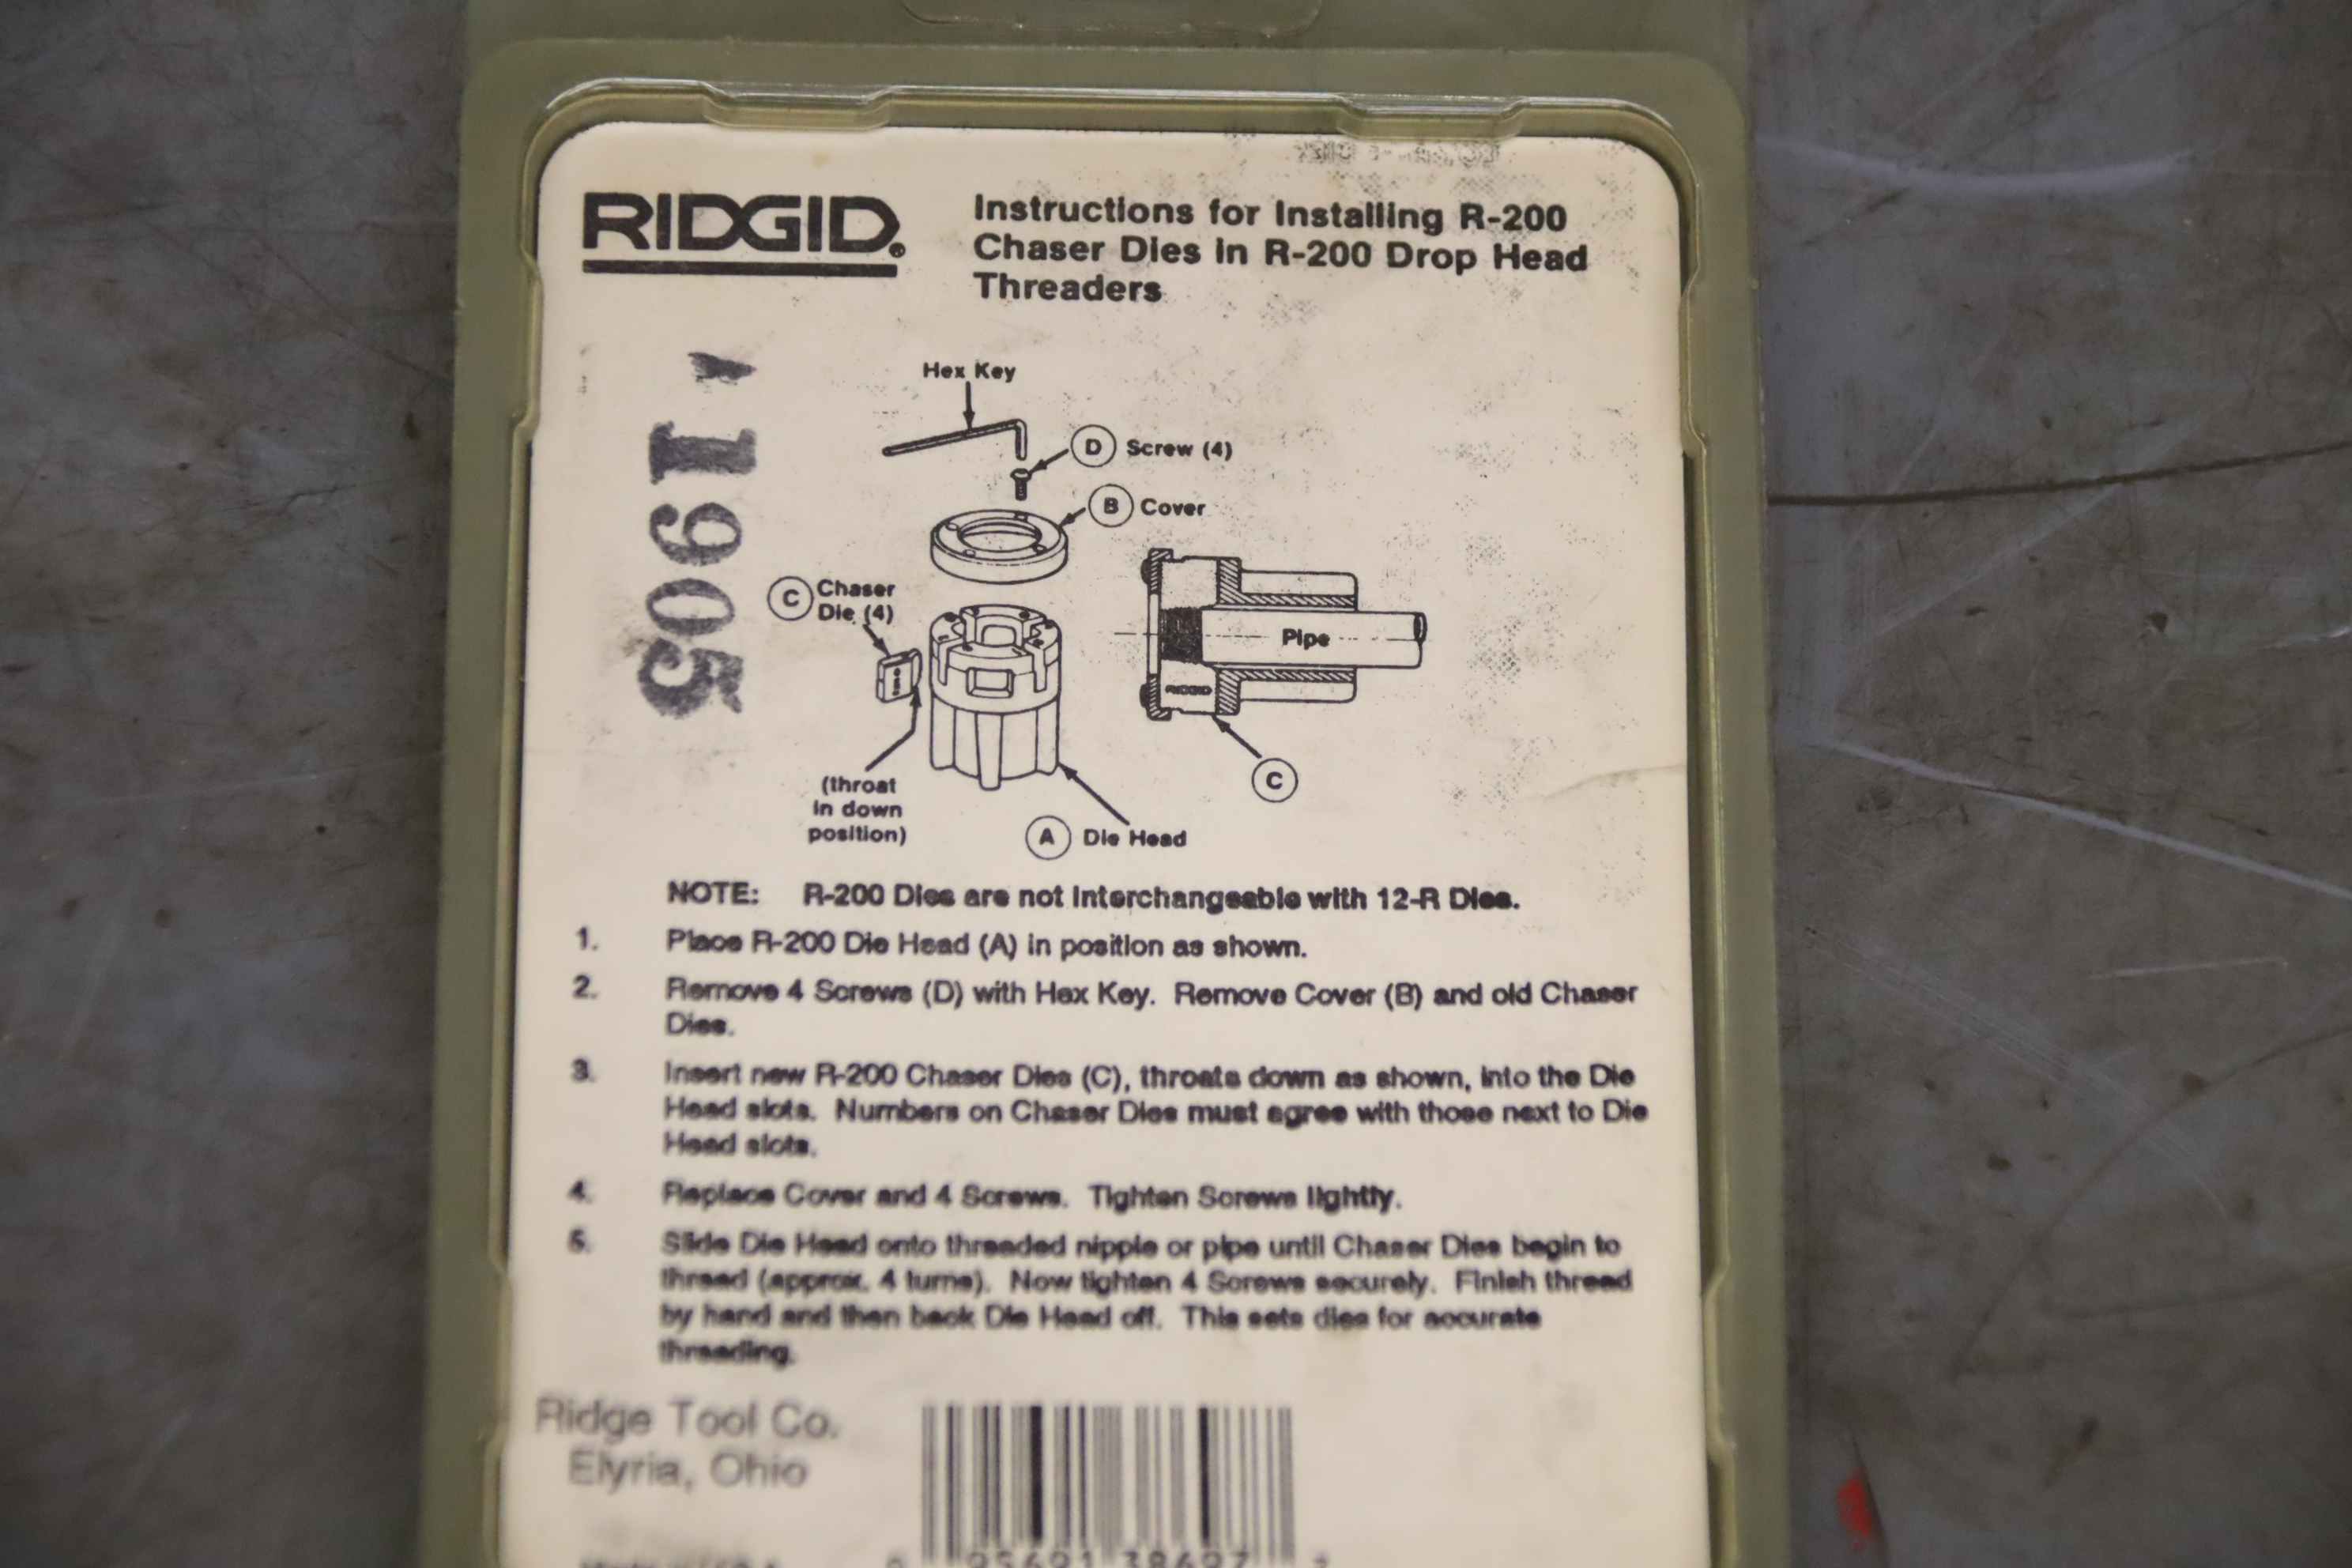 RIDGID®
Instructions for Installing R-200
Chaser Dies in R-200 Drop Head
Threaders
1905
Hex Key
D Screw (4)
B Cover
C Chaser
Die (4)
Pipe
RIDGID
C
(throat
in down
position)
A Die Head
NOTE: R-200 Dies are not interchangeable with 12-R Dies.
1. Place R-200 Die Head (A) in position as shown.
2. Remove 4 Screws (D) with Hex Key. Remove Cover (B) and old Chaser
Dies.
3. Insert new R-200 Chaser Dies (C), throats down as shown, into the Die
Head slots. Numbers on Chaser Dies must agree with those next to Die
Head slots.
4. Replace Cover and 4 Screws. Tighten Screws lightly.
5. Slide Die Head onto threaded nipple or pipe until Chaser Dies begin to
thread (approx. 4 turns). Now tighten 4 Screws securely. Finish thread
by hand and then back Die Head off. This sets dies for accurate
threading.
Ridge Tool Co.
Elyria, Ohio
95691 38697